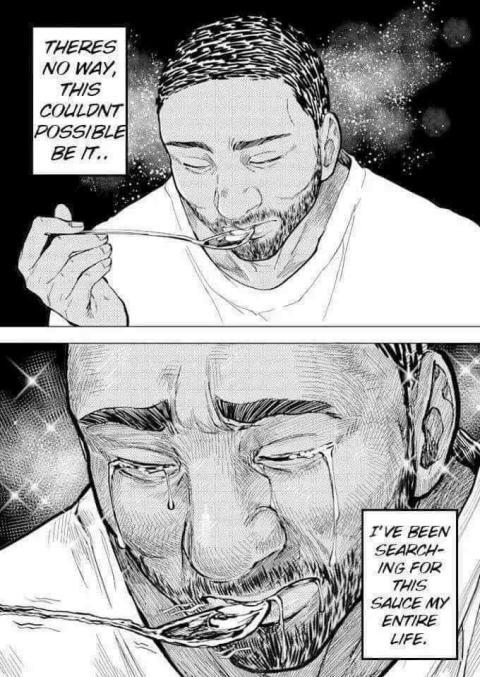 THERES
NO WAY,
THIS
COULDNT
POSSIBLE
BE IT..
I'VE BEEN
SEARCH-
ING FOR
THIS
SAUCE MY
ENTIRE
LIFE.